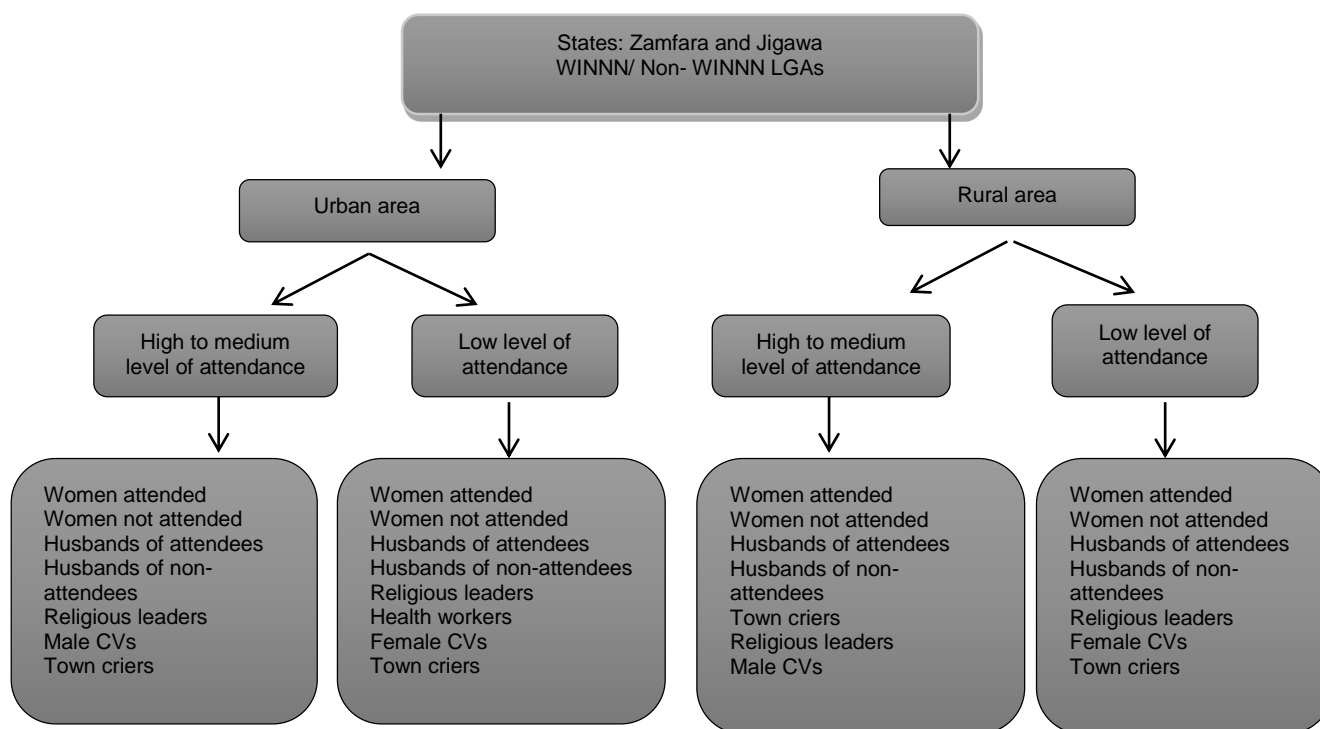 States: Zamfara and Jigawa
WINNN/ Non- WINNN LGAs
Urban area
Rural area
High to medium
level of attendance
Low level of
attendance
High to medium
level of attendance
Low level of
attendance
Women attended
Women not attended
Husbands of attendees
Husbands of non-
attendees
Religious leaders
Male CVs
Town criers
Women attended
Women not attended
Husbands of attendees
Husbands of non-attendees
Religious leaders
Health workers
Female CVs
Town criers
Women attended
Women not attended
Husbands of attendees
Husbands of non-
attendees
Town criers
Religious leaders
Male CVs
Women attended
Women not attended
Husbands of attendees
Husbands of non-
attendees
Religious leaders
Female CVs
Town criers